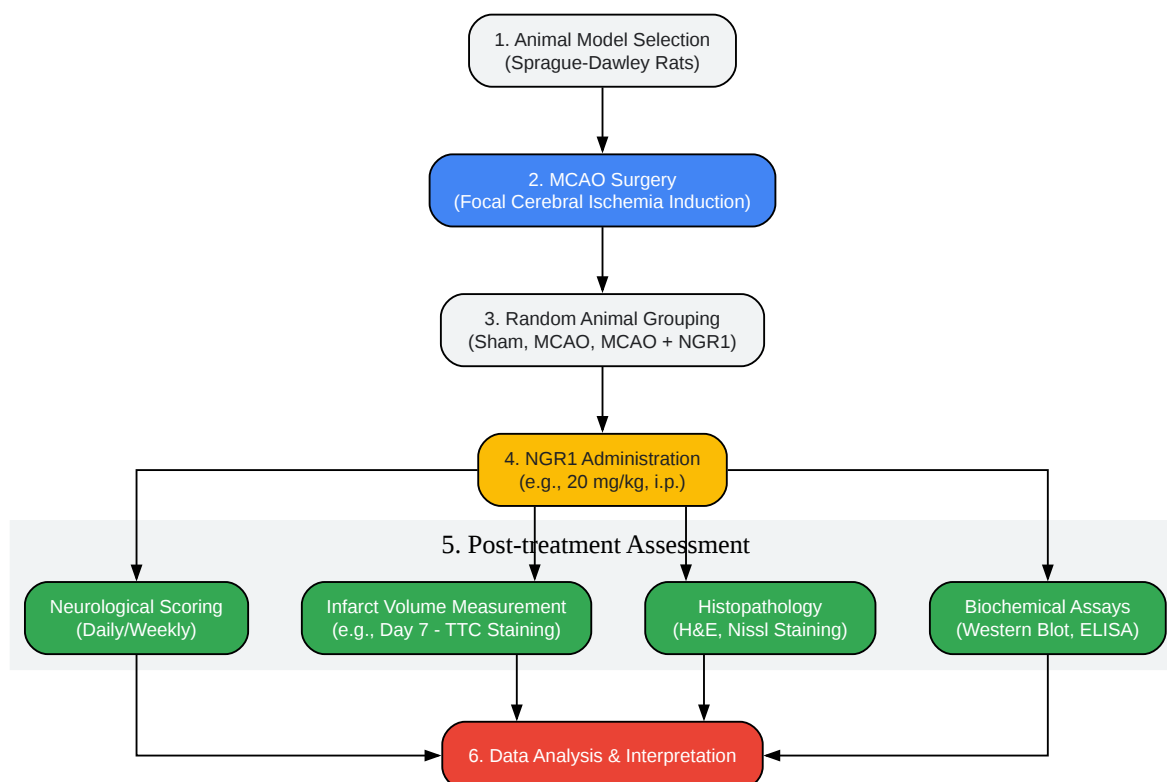 1. Animal Model Selection
(Sprague-Dawley Rats)
2. MCAO Surgery
(Focal Cerebral Ischemia Induction)
3. Random Animal Grouping
(Sham, MCAO, MCAO + NGR1)
4. NGR1 Administration
(e.g., 20 mg/kg, i.p.)
5. Post-treatment Assessment
Neurological Scoring
(Daily/Weekly)
Infarct Volume Measurement
(e.g., Day 7 - TTC Staining)
Histopathology
(H&E, Nissl Staining)
Biochemical Assays
(Western Blot, ELISA)
6. Data Analysis & Interpretation